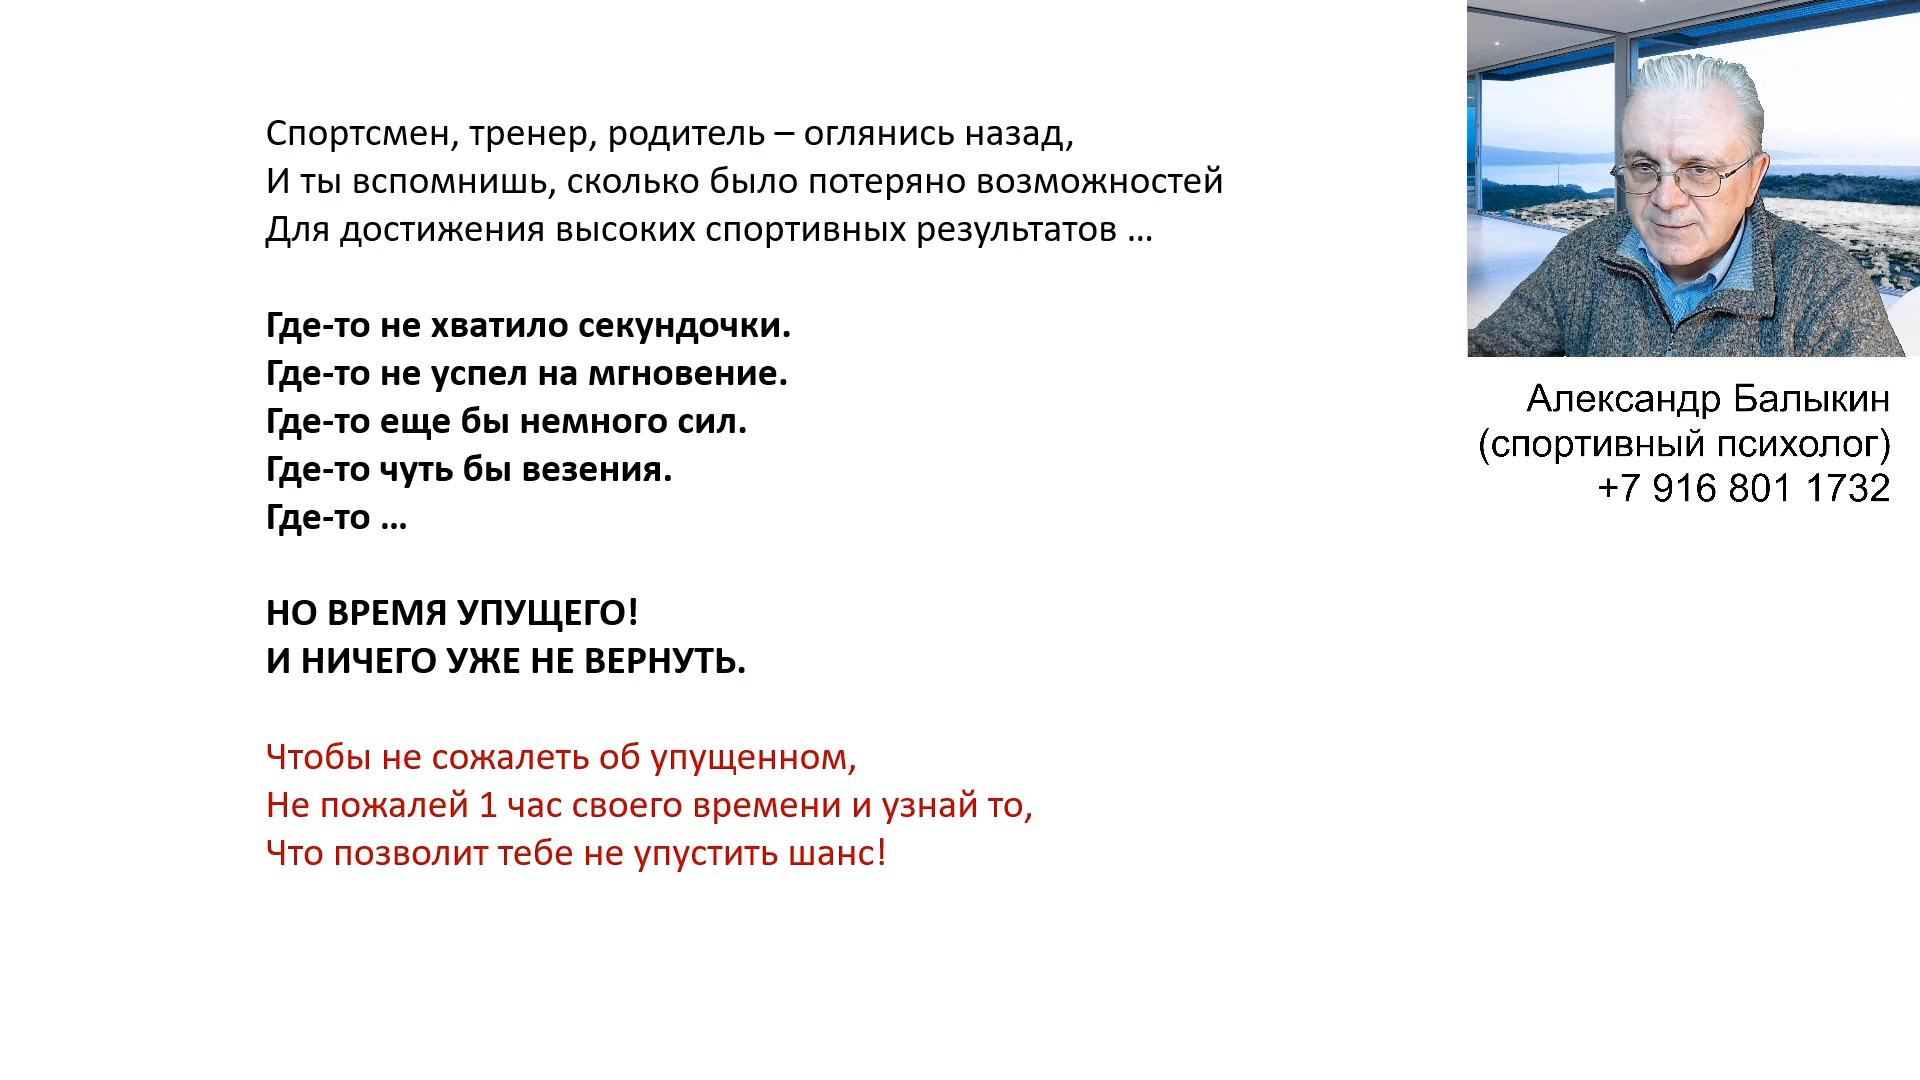 Спортсмен, тренер, родитель – оглянись назад,
И ты вспомнишь, сколько было потеряно возможностей
Для достижения высоких спортивных результатов …
Где-то не хватило секундочки.
Где-то не успел на мгновение.
Где-то еще бы немного сил.
Где-то чуть бы везения.
Где-то …
НО ВРЕМЯ УПУЩЕГО!
И НИЧЕГО УЖЕ НЕ ВЕРНУТЬ.
Чтобы не сожалеть об упущенном,
Не пожалей 1 час своего времени и узнай то,
Что позволит тебе не упустить шанс!
Александр Балыкин
(спортивный психолог)
+7 916 801 1732